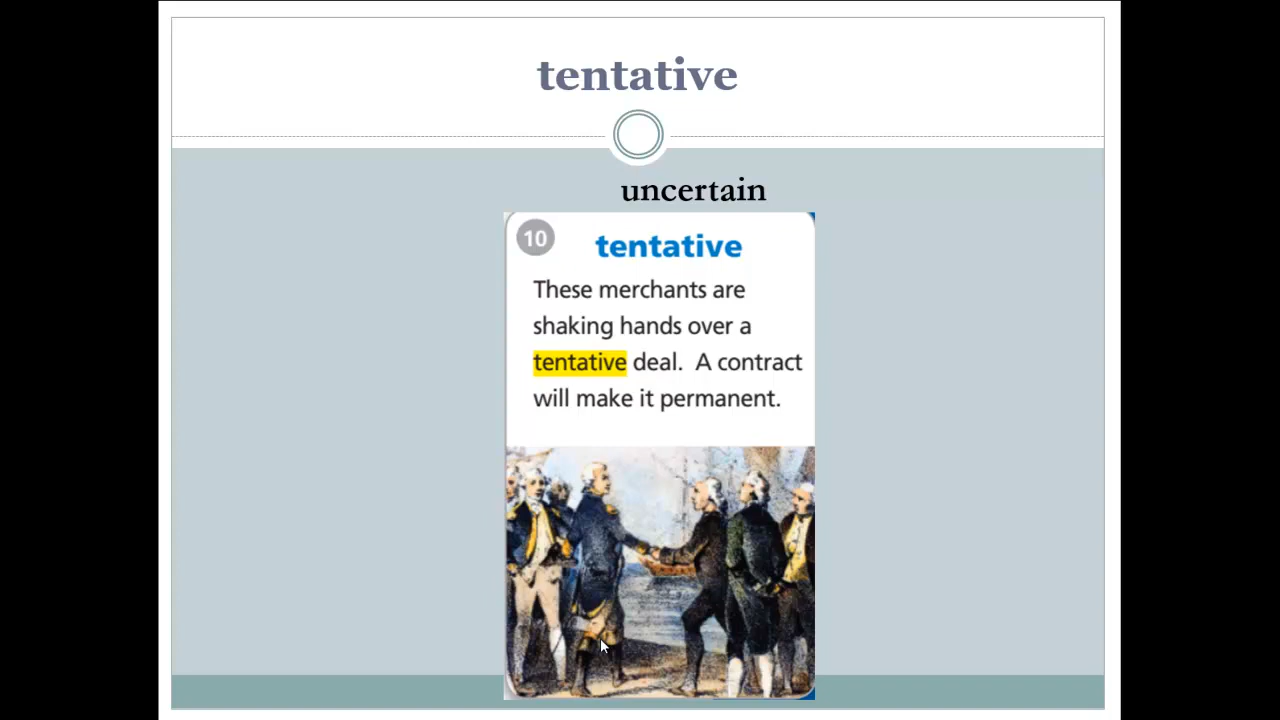 tentative
uncertain
10
tentative
These merchants are
shaking hands over a
tentative deal. A contract
will make it permanent.